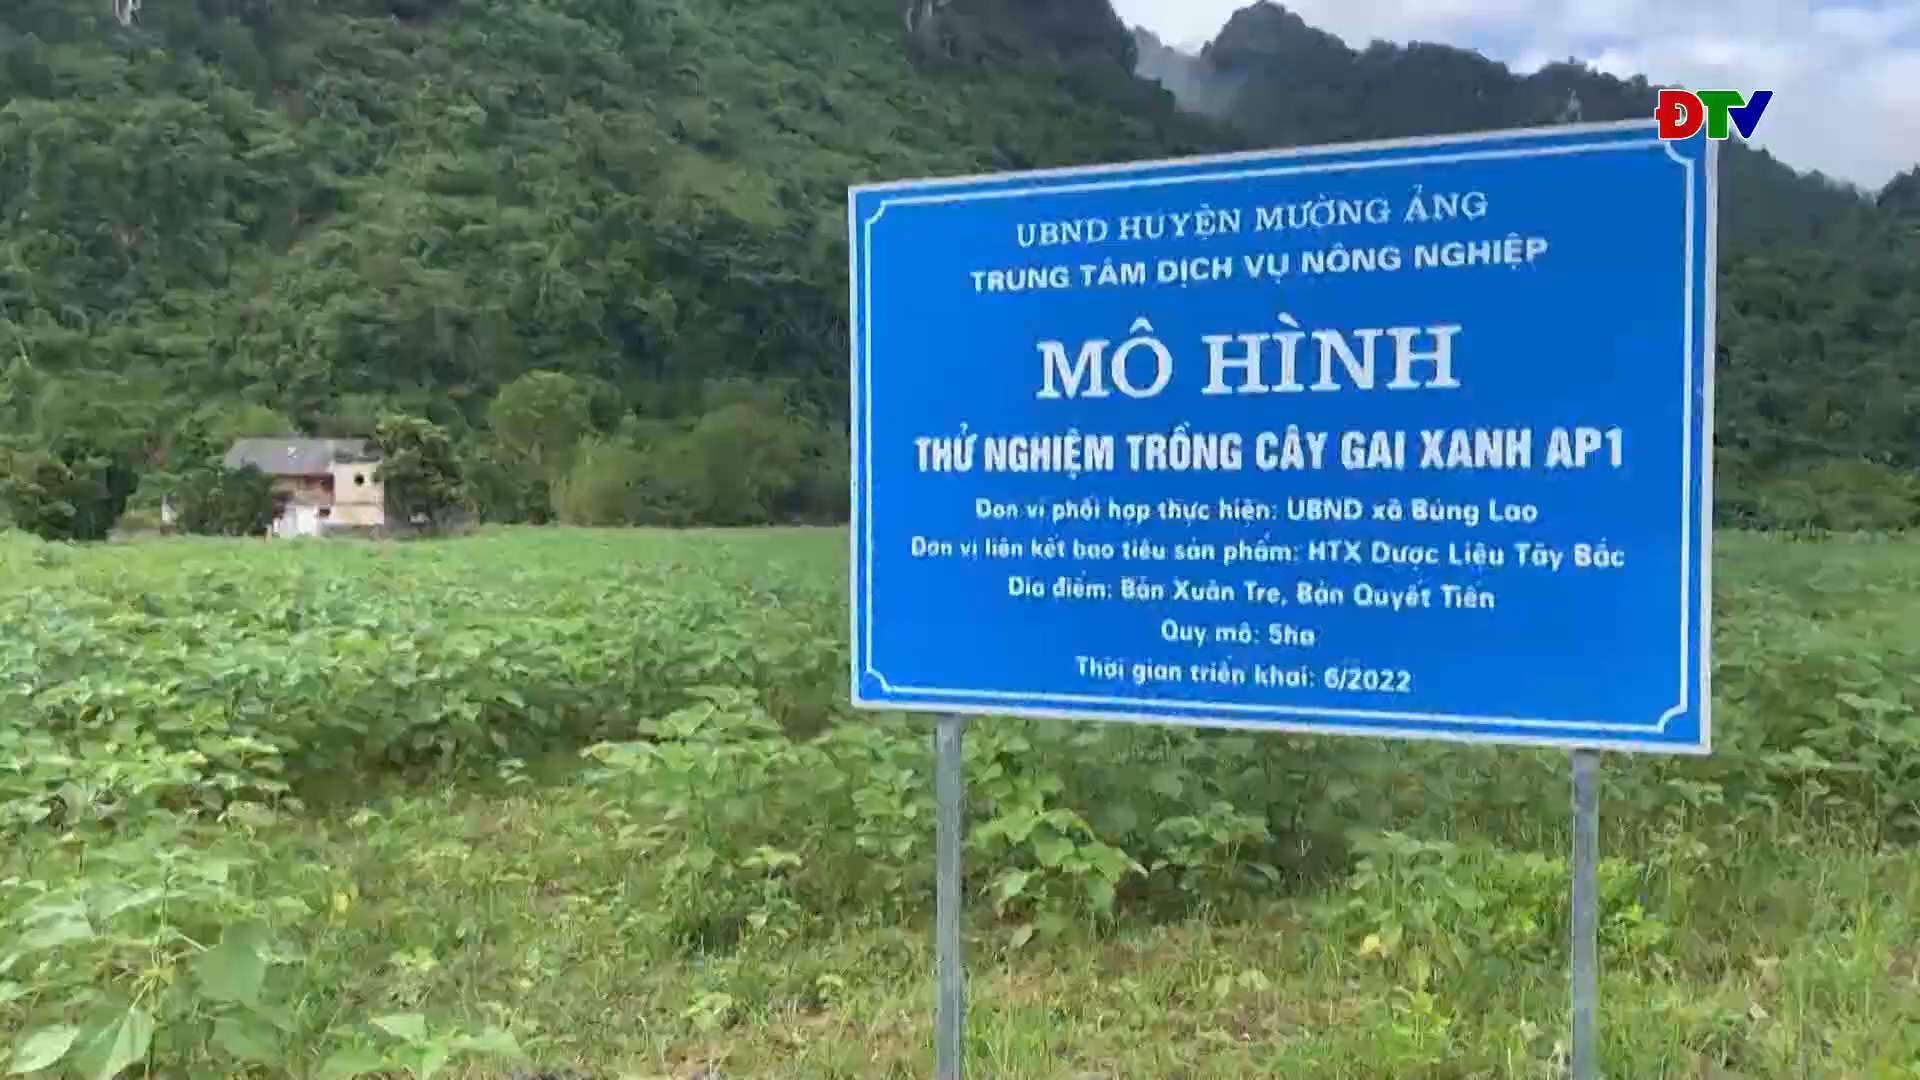 ĐTV
UBND HUYỆN MƯỜNG ẢNG
TRUNG TÂM DỊCH VỤ NÔNG NGHIỆP
MÔ HÌNH
THỬ NGHIỆM TRỒNG CÂY GAI XANH AP1
Đơn vị phối hợp thực hiện: UBND xã Búng Lao
Đơn vị liên kết bao tiêu sản phẩm: HTX Dược Liệu Tây Bắc
Địa điểm: Bản Xuân Tre, Bản Quyết Tiến
Quy mô: 5ha
Thời gian triển khai: 6/2022